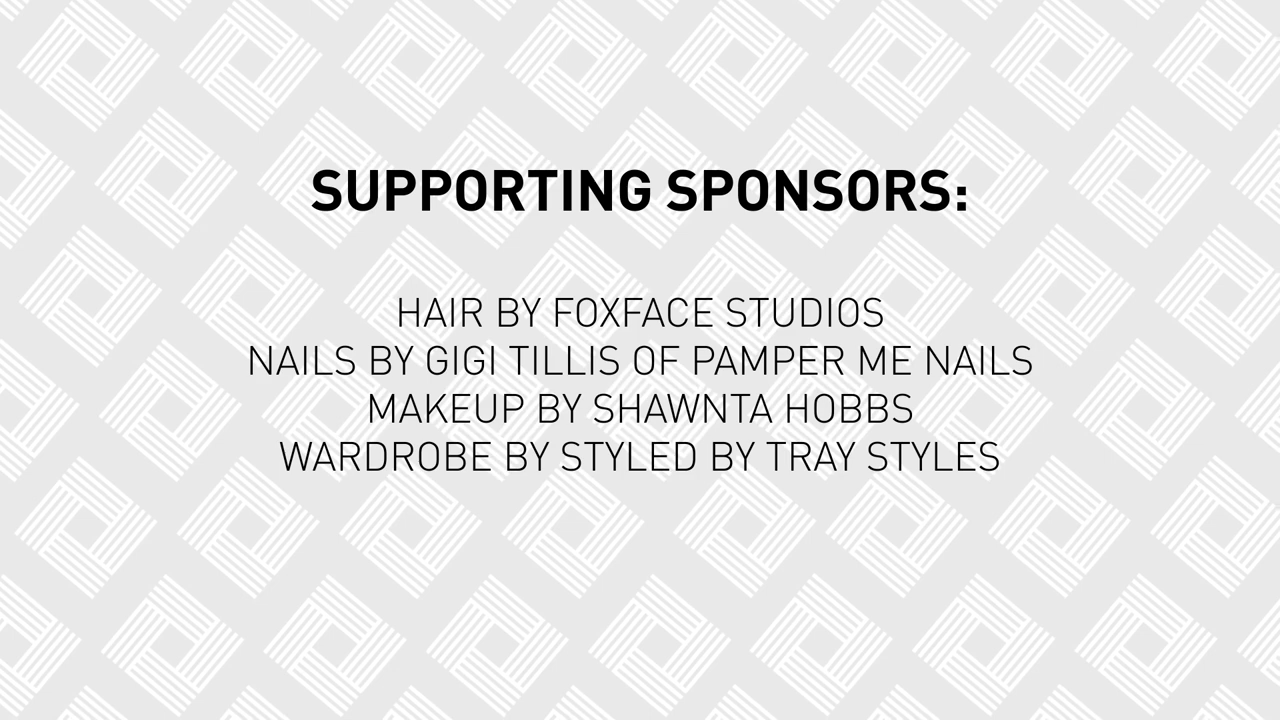 SUPPORTING SPONSORS:
HAIR BY FOXFACE STUDIOS
NAILS BY GIGI TILLIS OF PAMPER ME NAILS
MAKEUP BY SHAWNTA HOBBS
WARDROBE BY STYLED BY TRAY STYLES